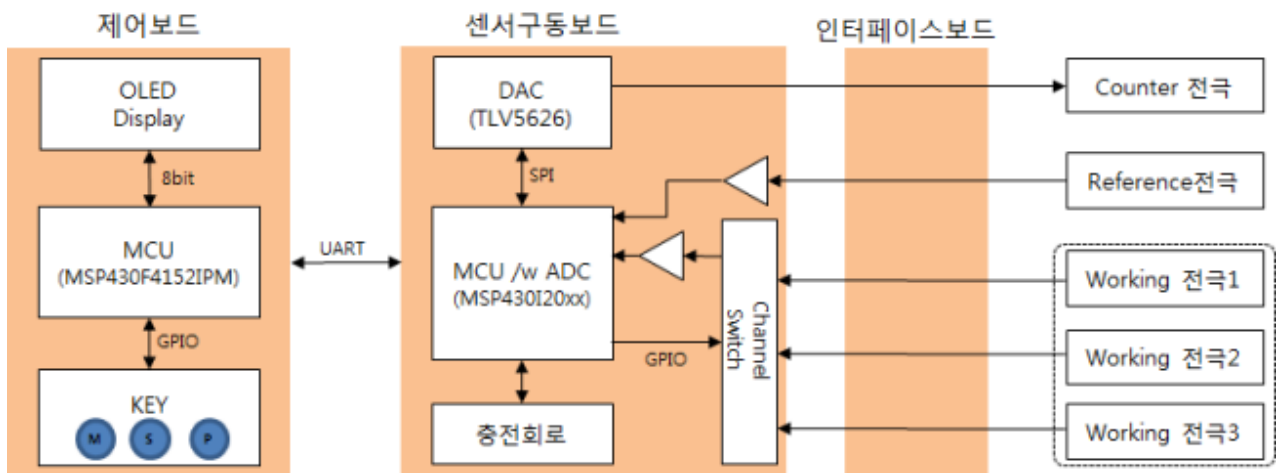 제어보드
센서구동보드
인터페이스보드
OLED
Display
8bit
MCU
(MSP430F4152IPM)
GPIO
KEY
M S P
UART
DAC
(TLV5626)
SPI
MCU /w ADC
(MSP430I20xx)
GPIO
충전회로
Channel
Switch
Counter 전극
Reference전극
Working 전극1
Working 전극2
Working 전극3